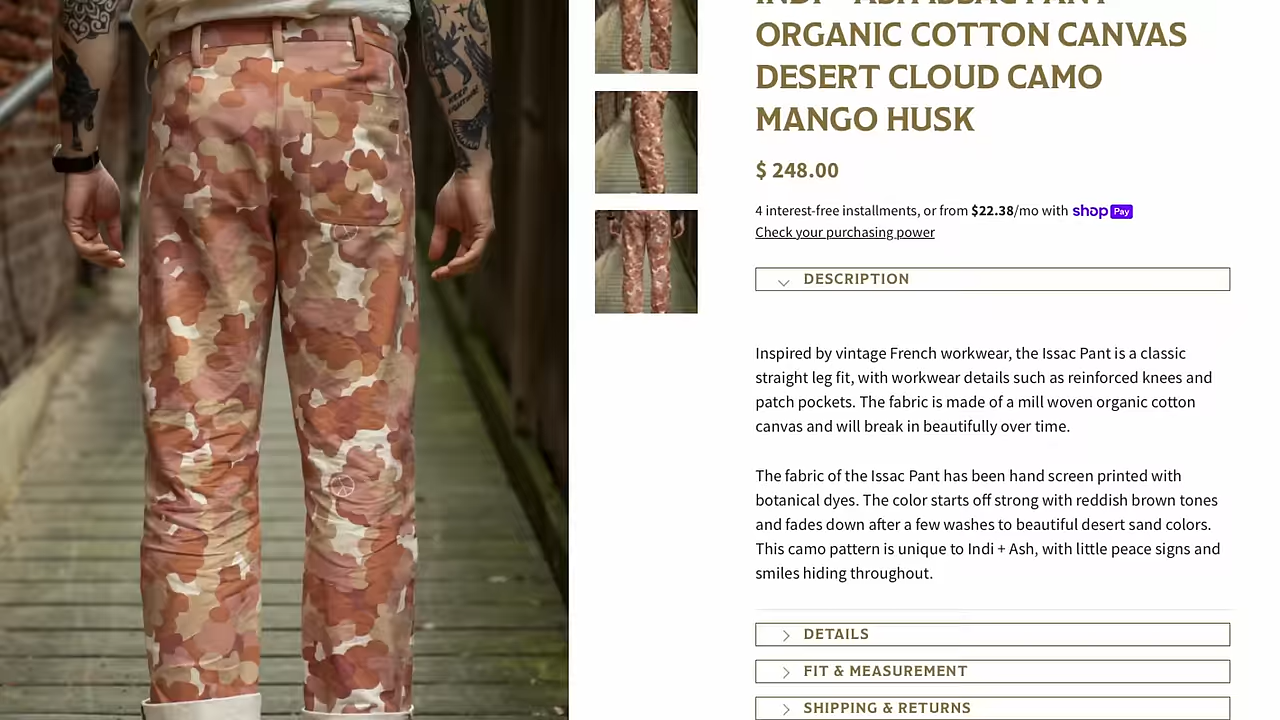 INDI + ASH ISSAC PANT
ORGANIC COTTON CANVAS
DESERT CLOUD CAMO
MANGO HUSK
$ 248.00
4 interest-free installments, or from $22.38/mo with shop Pay
Check your purchasing power
DESCRIPTION
Inspired by vintage French workwear, the Issac Pant is a classic
straight leg fit, with workwear details such as reinforced knees and
patch pockets. The fabric is made of a mill woven organic cotton
canvas and will break in beautifully over time.
The fabric of the Issac Pant has been hand screen printed with
botanical dyes. The color starts off strong with reddish brown tones
and fades down after a few washes to beautiful desert sand colors.
This camo pattern is unique to Indi + Ash, with little peace signs and
smiles hiding throughout.
DETAILS
FIT & MEASUREMENT
SHIPPING & RETURNS